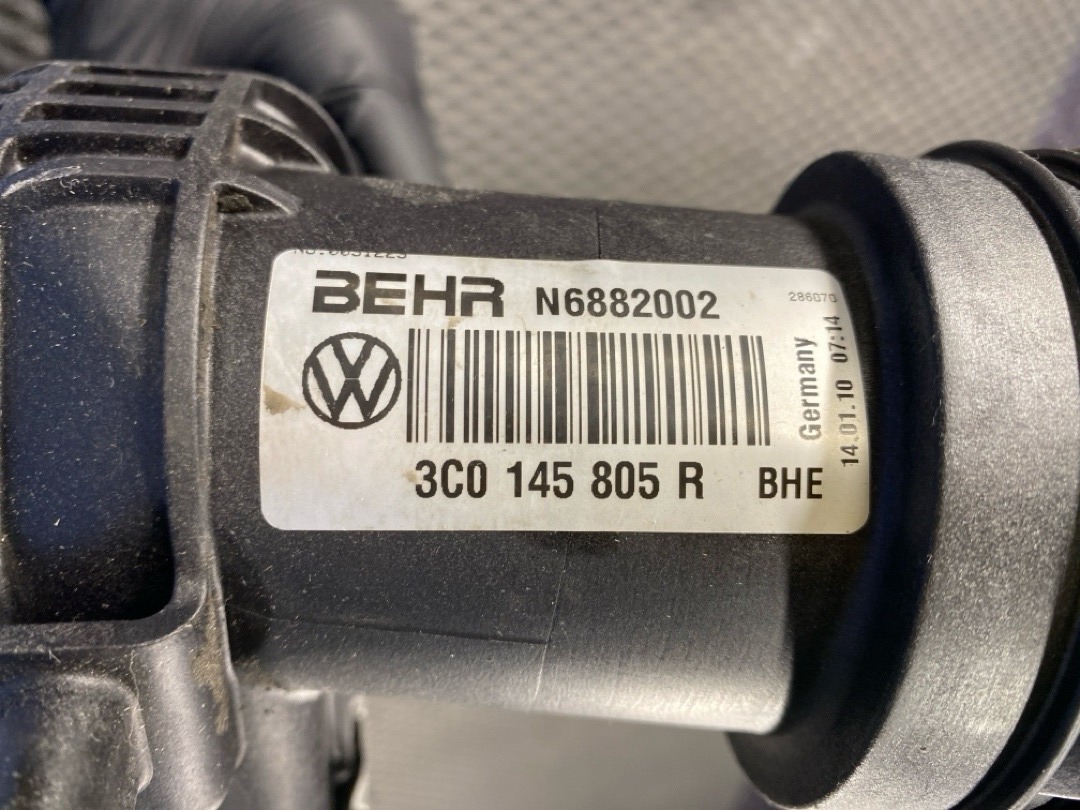 BEHR N6882002
286070
3C0 145 805 R BHE
Germany
14.01.10 07:14